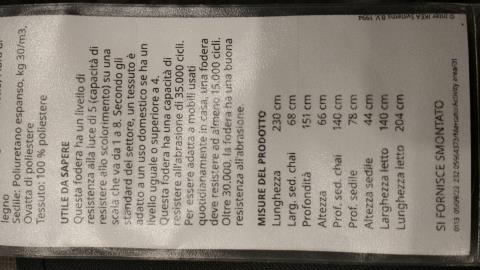 legno
Sedile: Poliuretano espanso, kg 30/m3,
Ovatta di poliestere
Tessuto: 100 % poliestere
UTILE DA SAPERE
Questa fodera ha un livello di
resistenza alla luce di 5 (capacità di
resistere allo scolorimento) su una
scala che va da 1 a 8. Secondo gli
standard del settore, un tessuto è
adatto a un uso domestico se ha un
livello uguale o superiore a 4.
Questa fodera ha una capacità di
resistere all'abrasione di 35.000 cicli.
Per essere adatta a mobili usati
quotidianamente in casa, una fodera
deve resistere ad almeno 15.000 cicli.
Oltre 30.000, la fodera ha una buona
resistenza all'abrasione.
MISURE DEL PRODOTTO
Lunghezza 230 cm
Larg. sed. chai 68 cm
Profondità 151 cm
Altezza 66 cm
Prof. sed. chai 140 cm
Prof. sedile 78 cm
Altezza sedile 44 cm
Larghezza letto 140 cm
Lunghezza letto 204 cm
SI FORNISCE SMONTATO
© Inter IKEA Systems B.V. 1994